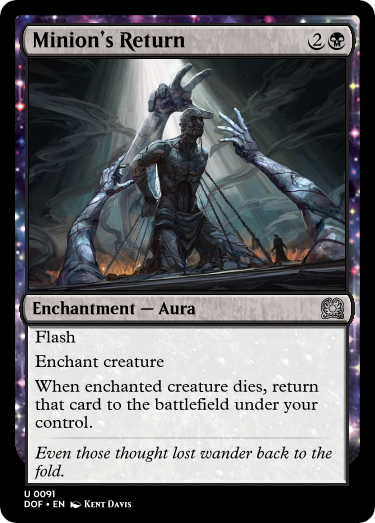 Minion's Return 2
Enchantment — Aura
Flash
Enchant creature
When enchanted creature dies, return
that card to the battlefield under your
control.
Even those thought lost wander back to the
fold.
U 0091
DOF • EN Kent Davis